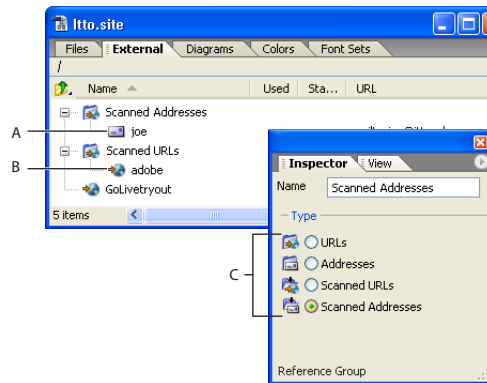 Itto.site
Files External Diagrams Colors Font Sets
/
Name Used Sta... URL
Scanned Addresses
A joe
Scanned URLs
B adobe
GoLivetryout
5 items
Inspector View
Name Scanned Addresses
Type
URLs
C Addresses
Scanned URLs
Scanned Addresses
Reference Group